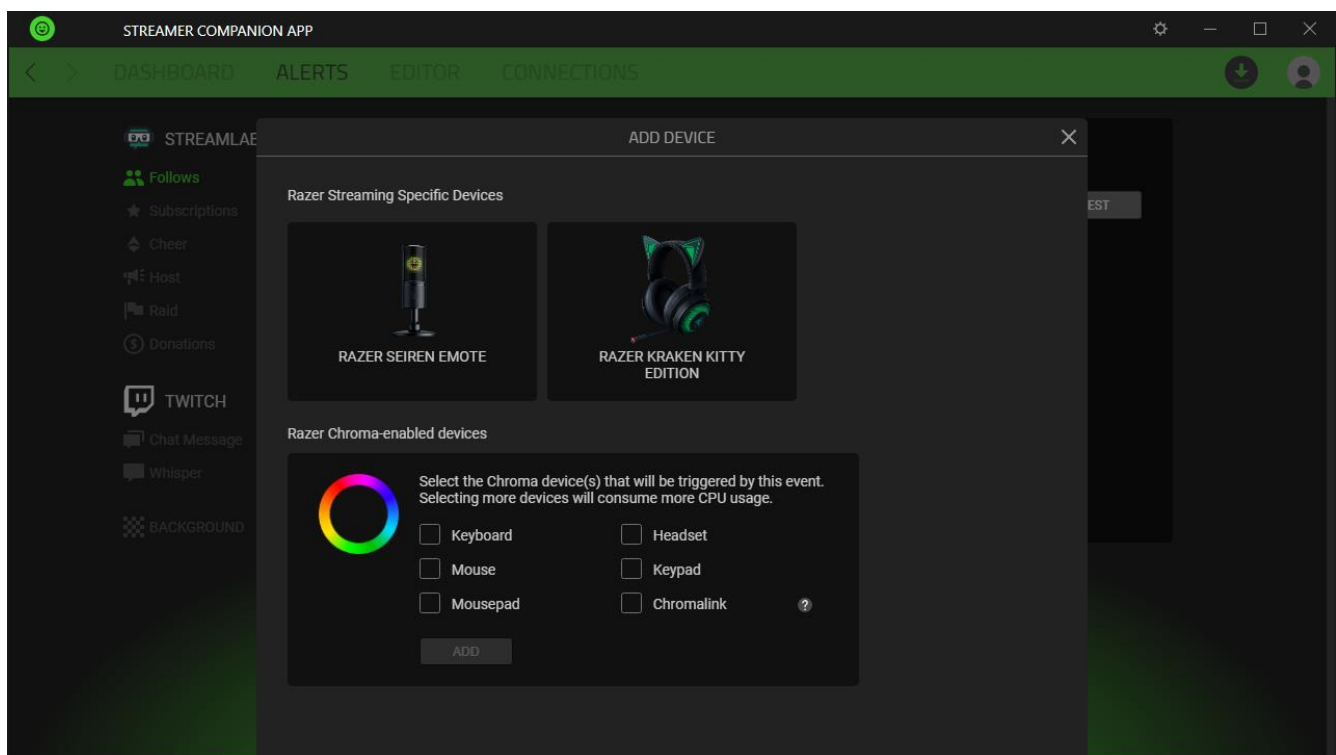 STREAMER COMPANION APP
DASHBOARD ALERTS EDITOR CONNECTIONS
STREAMLAB
ADD DEVICE
Follows
Subscriptions
Cheer
Host
Raid
Donations
TWITCH
Chat Message
Whisper
BACKGROUND
Razer Streaming Specific Devices
EST
RAZER SEIREN EMOTE
RAZER KRAKEN KITTY
EDITION
Razer Chroma-enabled devices
Select the Chroma device(s) that will be triggered by this event.
Selecting more devices will consume more CPU usage.
Keyboard Headset
Mouse Keypad
Mousepad Chromalink ?
ADD